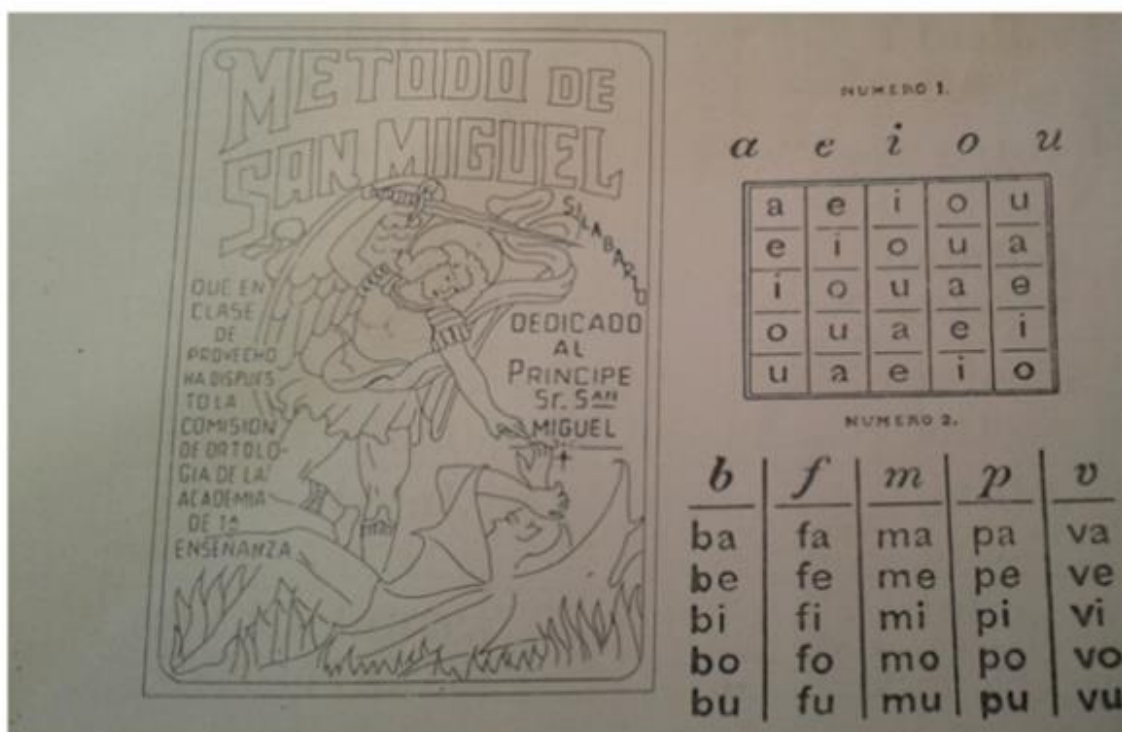 METODO DE
SAN MIGUEL
SILABARIO
QUE EN
CLASE
DE
PROVECHO
HA DISPUES
TO LA
COMISION
DE ORTOLO-
GIA DE LA
ACADEMIA
DE 1ª
ENSEÑANZA
DEDICADO
AL
PRINCIPE
Sr. SAN
MIGUEL
NUMERO 1.
a e i o u
a e i o u
e i o u a
i o u a e
o u a e i
u a e i o
NUMERO 2.
b f m p v
ba fa ma pa va
be fe me pe ve
bi fi mi pi vi
bo fo mo po vo
bu fu mu pu vu